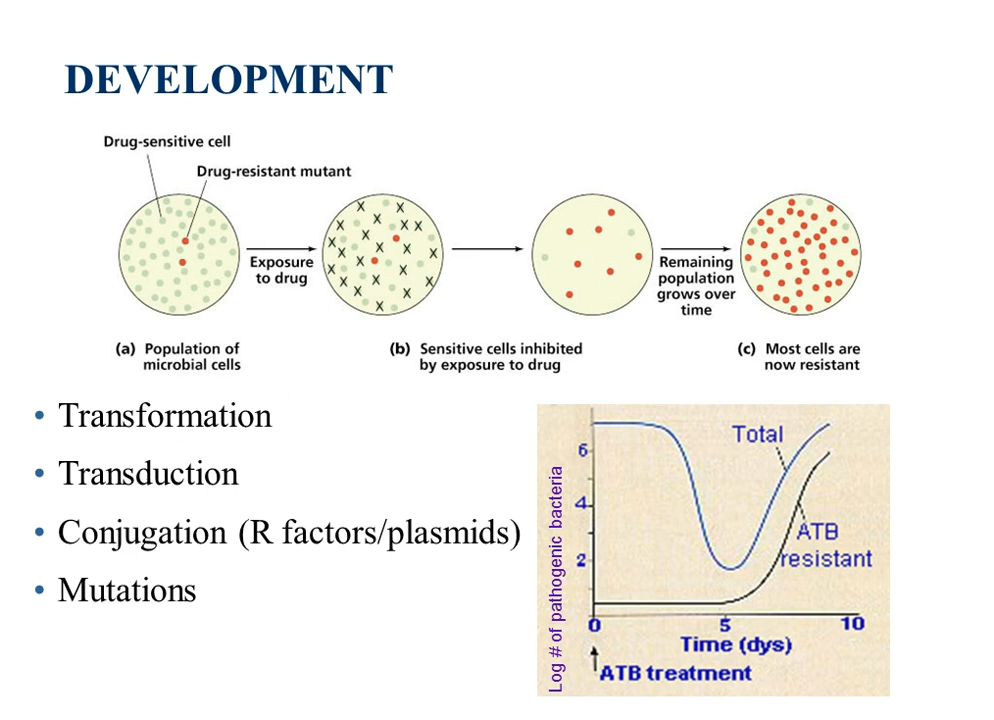 DEVELOPMENT
Drug-sensitive cell
Drug-resistant mutant
Exposure
to drug
Remaining
population
grows over
time
(a) Population of
microbial cells
(b) Sensitive cells inhibited
by exposure to drug
(c) Most cells are
now resistant
• Transformation
• Transduction
• Conjugation (R factors/plasmids)
• Mutations
Log # of pathogenic bacteria
6
4
2
Total
ATB
resistant
0 5 10
Time (dys)
ATB treatment